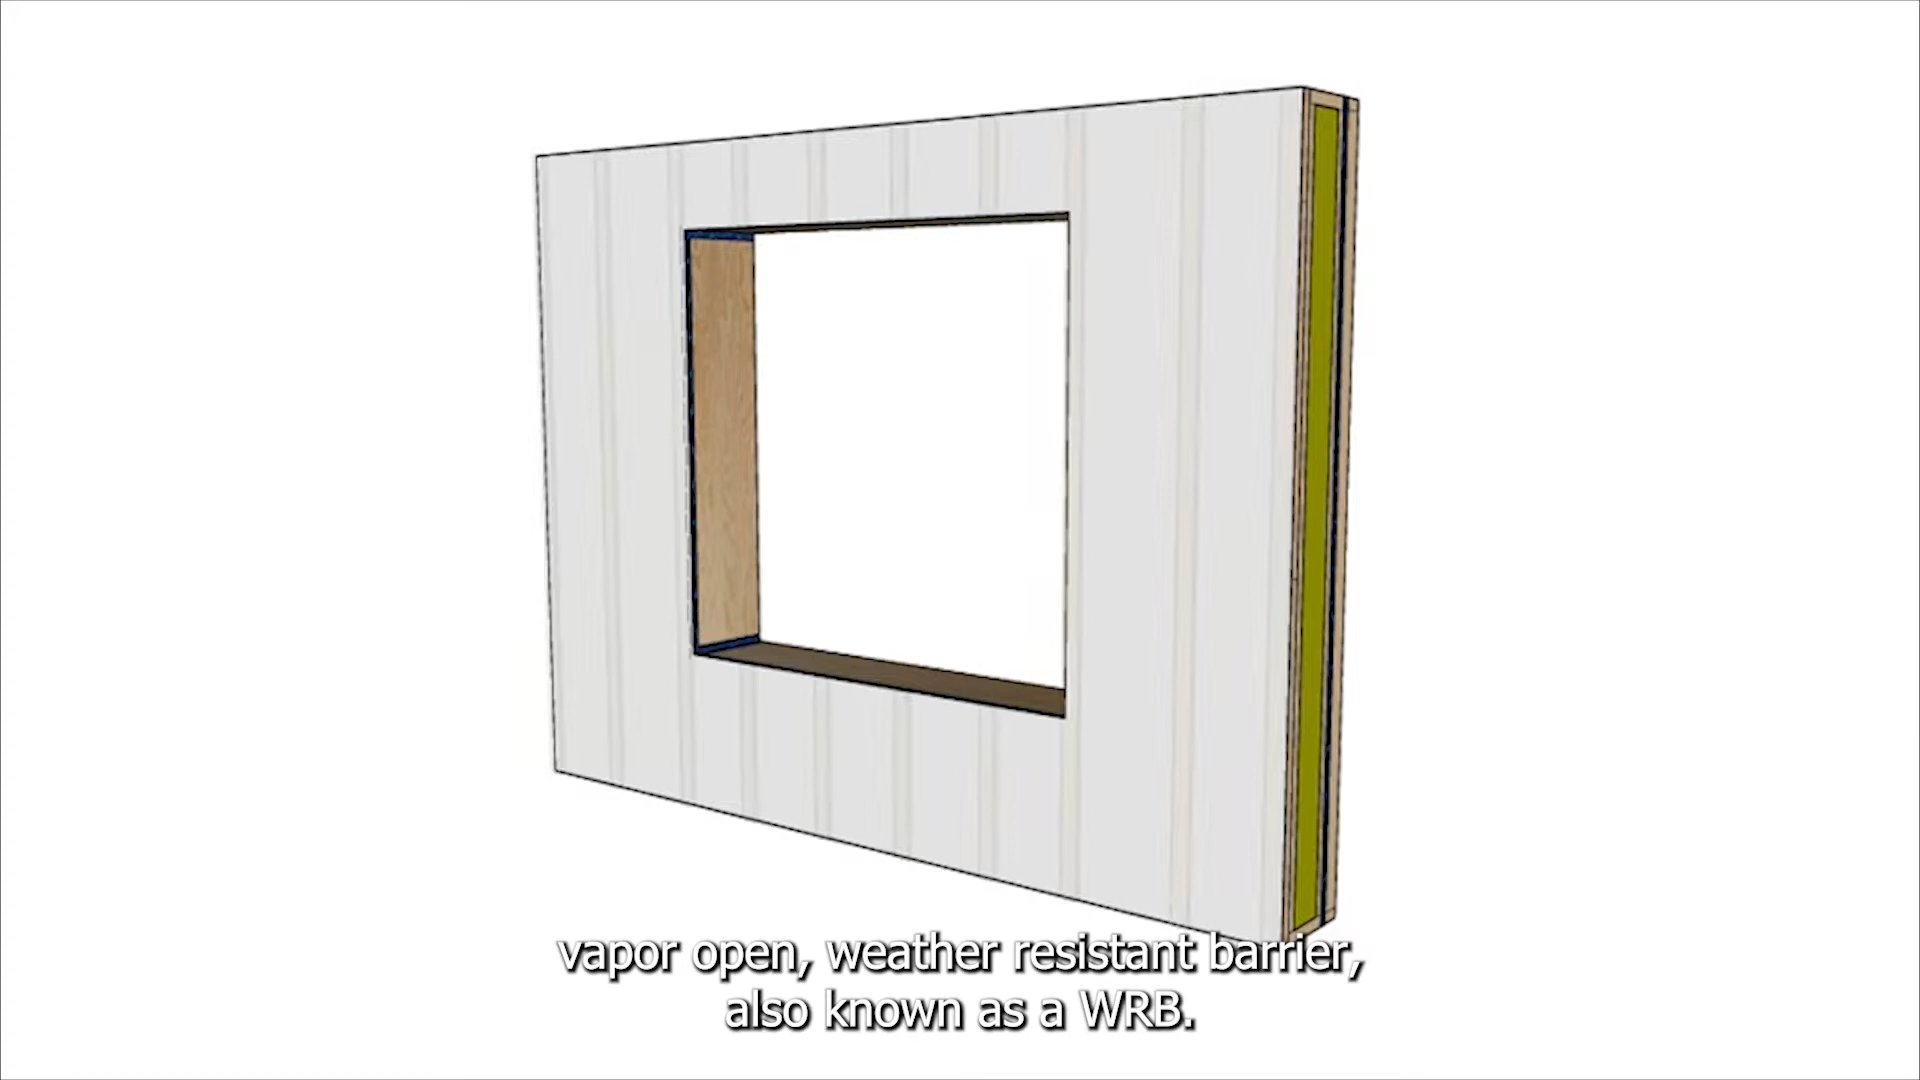 vapor open, weather resistant barrier,
also known as a WRB.